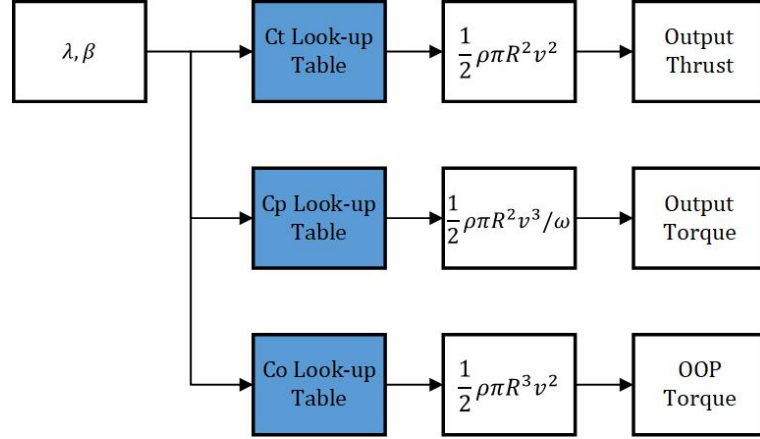 λ, β
Ct Look-up
Table
1/2 ρπR²v²
Output
Thrust
Cp Look-up
Table
1/2 ρπR²v³/ω
Output
Torque
Co Look-up
Table
1/2 ρπR³v²
OOP
Torque